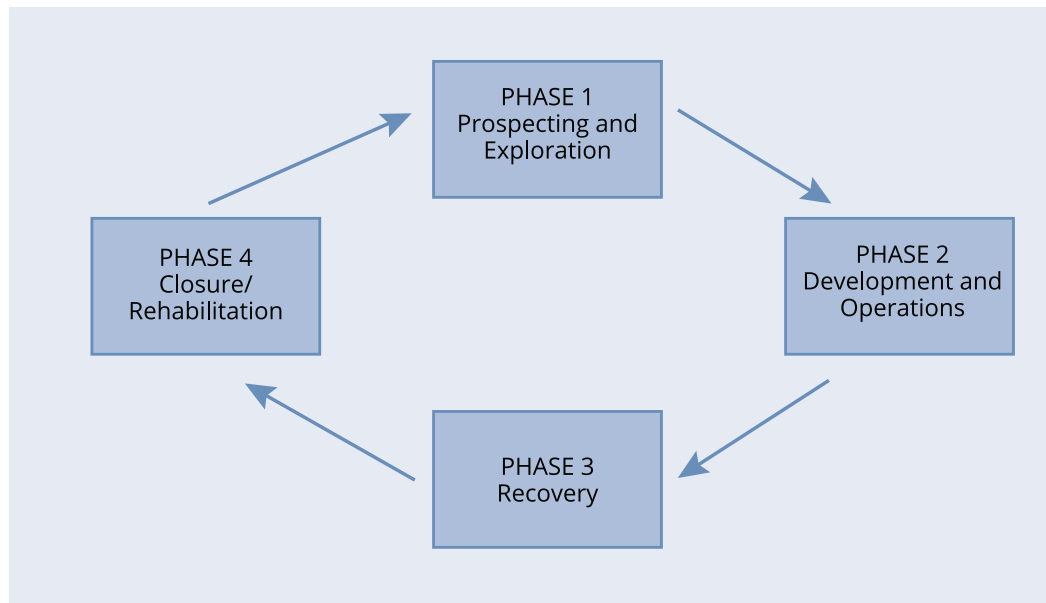 PHASE 1
Prospecting and
Exploration
PHASE 2
Development and
Operations
PHASE 3
Recovery
PHASE 4
Closure/
Rehabilitation